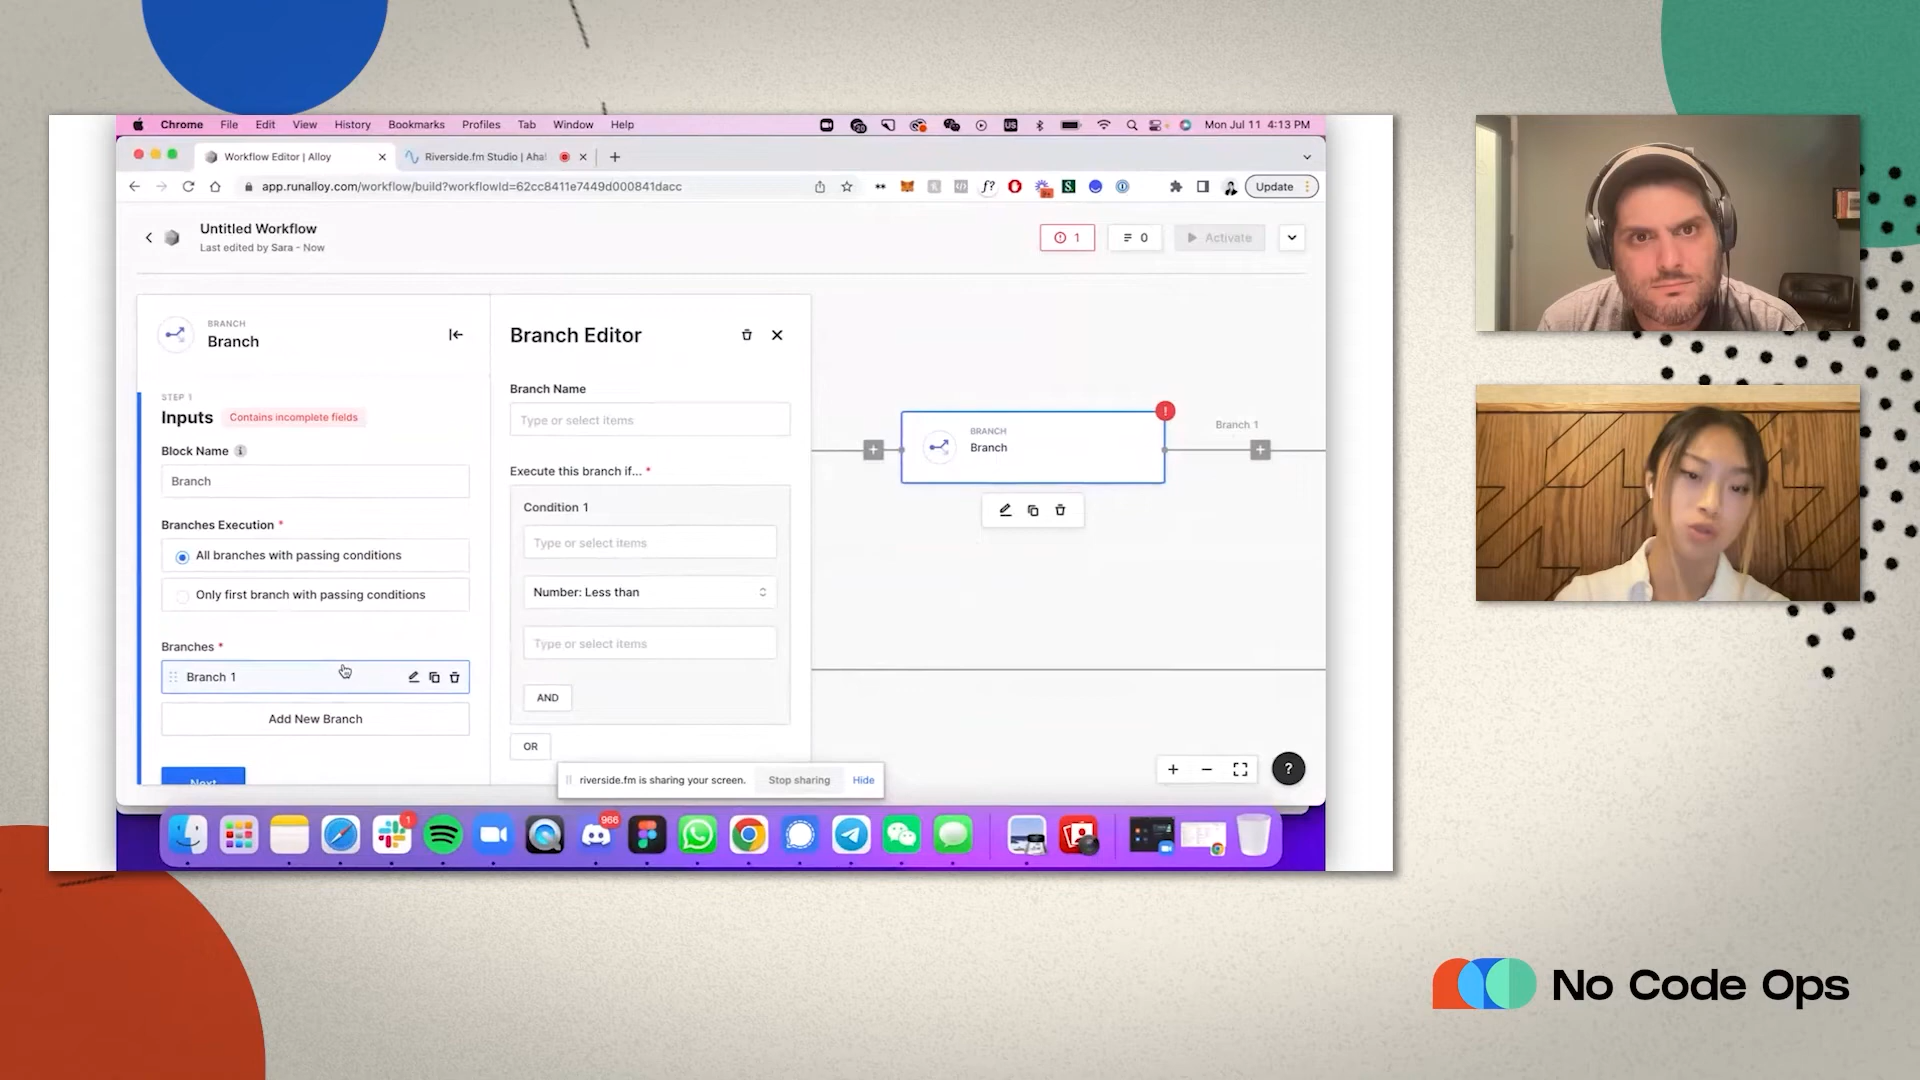 Chrome File Edit View History Bookmarks Profiles Tab Window Help
20
US
Mon Jul 11 4:13 PM
Workflow Editor | Alloy
Riverside.fm Studio | Aha
app.runalloy.com/workflow/build?workflowId=62cc8411e7449d000841dacc
Update
Untitled Workflow
Last edited by Sara - Now
1
0
Activate
BRANCH
Branch
STEP 1
Inputs
Contains incomplete fields
Block Name
Branch
Branches Execution *
All branches with passing conditions
Only first branch with passing conditions
Branches *
Branch 1
Add New Branch
Next
Branch Editor
Branch Name
Type or select items
Execute this branch if... *
Condition 1
Type or select items
Number: Less than
Type or select items
AND
OR
BRANCH
Branch
Branch 1
riverside.fm is sharing your screen.
Stop sharing
Hide
1
966
No Code Ops